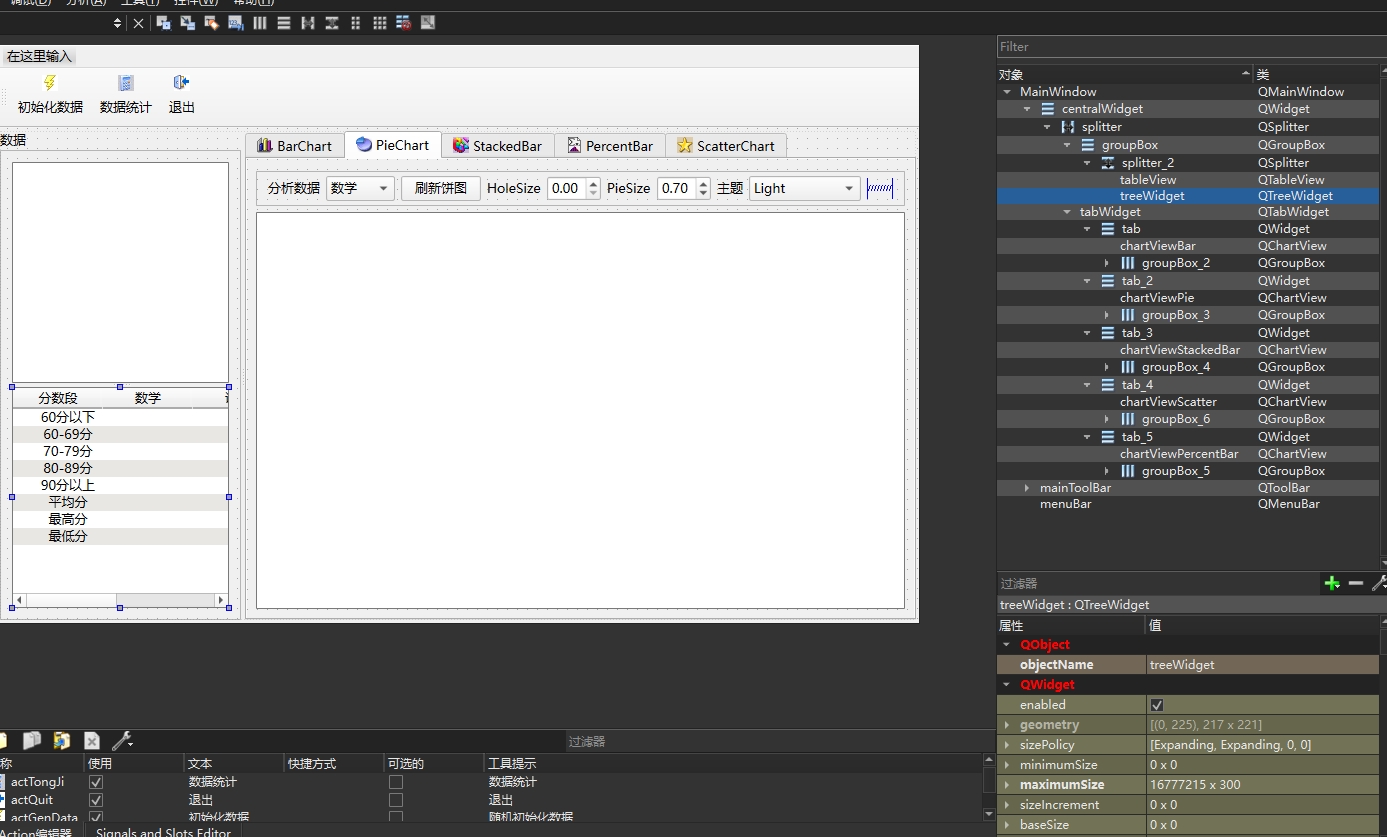 调试(D) 分析(A) 工具(T) 控件(W) 帮助(H)
在这里输入
初始化数据 数据统计 退出
数据
BarChart PieChart StackedBar PercentBar ScatterChart
分析数据 数学 刷新饼图 HoleSize 0.00 PieSize 0.70 主题 Light
分数段 数学
60分以下
60-69分
70-79分
80-89分
90分以上
平均分
最高分
最低分
Filter
对象 类
MainWindow QMainWindow
centralWidget QWidget
splitter QSplitter
groupBox QGroupBox
splitter_2 QSplitter
tableView QTableView
treeWidget QTreeWidget
tabWidget QTabWidget
tab QWidget
chartViewBar QChartView
groupBox_2 QGroupBox
tab_2 QWidget
chartViewPie QChartView
groupBox_3 QGroupBox
tab_3 QWidget
chartViewStackedBar QChartView
groupBox_4 QGroupBox
tab_4 QWidget
chartViewScatter QChartView
groupBox_6 QGroupBox
tab_5 QWidget
chartViewPercentBar QChartView
groupBox_5 QGroupBox
mainToolBar QToolBar
menuBar QMenuBar
过滤器
treeWidget : QTreeWidget
属性 值
QObject
objectName treeWidget
QWidget
enabled
geometry [(0, 225), 217 x 221]
sizePolicy [Expanding, Expanding, 0, 0]
minimumSize 0 x 0
maximumSize 16777215 x 300
sizeIncrement 0 x 0
baseSize 0 x 0
过滤器
称 使用 文本 快捷方式 可选的 工具提示
actTongJi 数据统计 数据统计
actQuit 退出 退出
actGenData 初始化数据 随机初始化数据
Action编辑器 Signals and Slots Editor